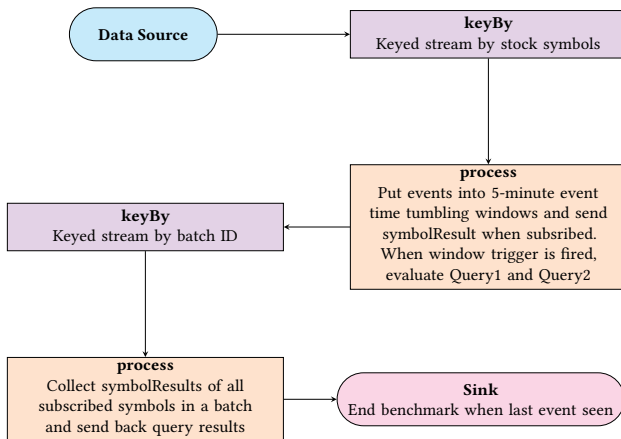 Data Source
keyBy
Keyed stream by stock symbols
process
Put events into 5-minute event
time tumbling windows and send
symbolResult when subsribed.
When window trigger is fired,
evaluate Query1 and Query2
keyBy
Keyed stream by batch ID
process
Collect symbolResults of all
subscribed symbols in a batch
and send back query results
Sink
End benchmark when last event seen